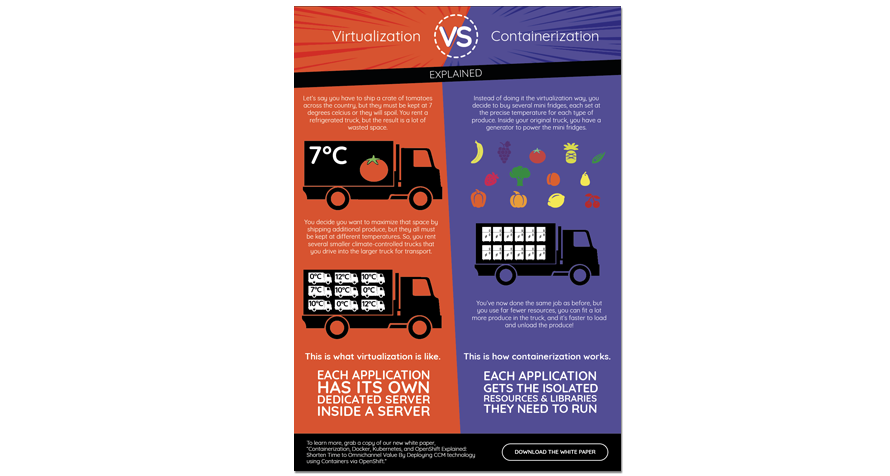 Virtualization
VS
Containerization
EXPLAINED
Let's say you have to ship a crate of tomatoes
across the country, but they must be kept at 7
degrees celcius or they will spoil. You rent a
refrigerated truck, but the result is a lot of
wasted space.
7°C
You decide you want to maximize that space by
shipping additional produce, but they all must
be kept at different temperatures. So, you rent
several smaller climate-controlled trucks that
you drive into the larger truck for transport.
0°C 12°C 10°C
7°C 10°C 0°C
10°C 0°C 12°C
This is what virtualization is like.
EACH APPLICATION
HAS ITS OWN
DEDICATED SERVER
INSIDE A SERVER
Instead of doing it the virtualization way, you
decide to buy several mini fridges, each set at
the precise temperature for each type of
produce. Inside your original truck, you have a
generator to power the mini fridges.
You've now done the same job as before, but
you use far fewer resources, you can fit a lot
more produce in the truck, and it's faster to load
and unload the produce!
This is how containerization works.
EACH APPLICATION
GETS THE ISOLATED
RESOURCES & LIBRARIES
THEY NEED TO RUN
To learn more, grab a copy of our new white paper,
"Containerization, Docker, Kubernetes, and OpenShift Explained:
Shorten Time to Omnichannel Value By Deploying CCM technology
using Containers via OpenShift."
DOWNLOAD THE WHITE PAPER